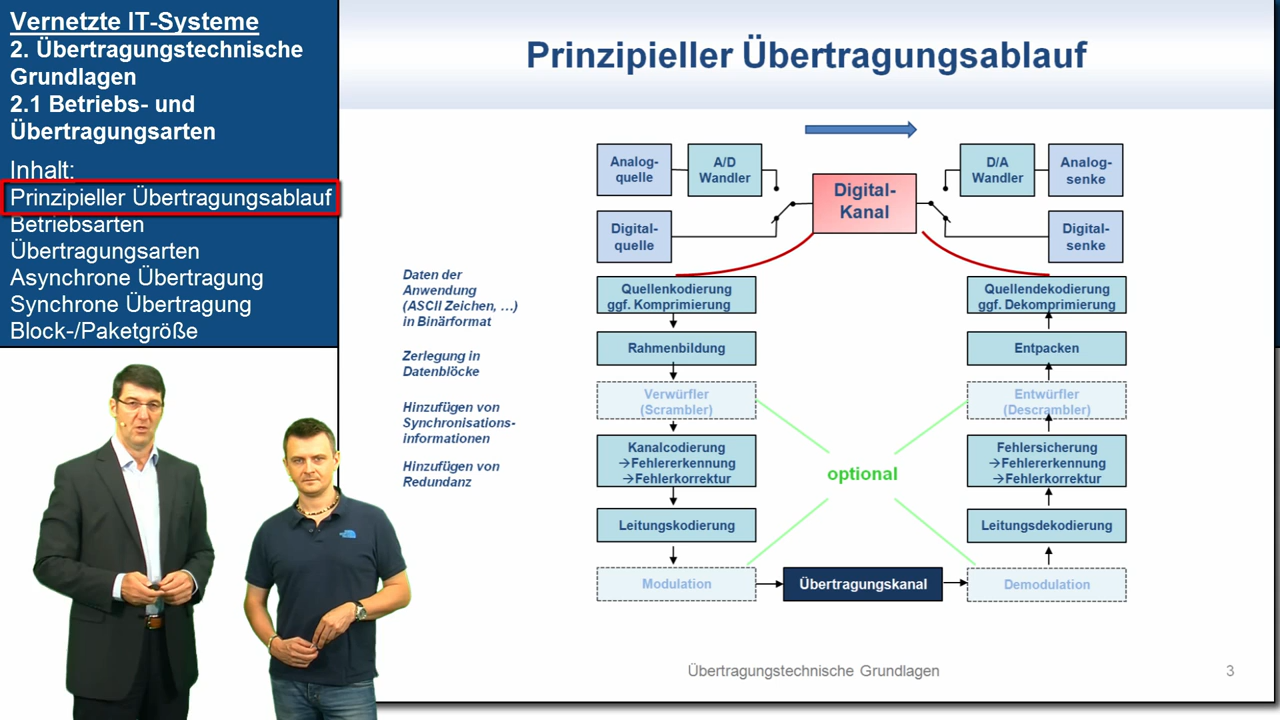 Vernetzte IT-Systeme
2. Übertragungstechnische
Grundlagen
2.1 Betriebs- und
Übertragungsarten
Inhalt:
Prinzipieller Übertragungsablauf
Betriebsarten
Übertragungsarten
Asynchrone Übertragung
Synchrone Übertragung
Block-/Paketgröße
Prinzipieller Übertragungsablauf
Analog-
quelle
A/D
Wandler
Digital-
Kanal
D/A
Wandler
Analog-
senke
Digital-
quelle
Digital-
senke
Daten der
Anwendung
(ASCII Zeichen, …)
in Binärformat
Quellenkodierung
ggf. Komprimierung
Quellendekodierung
ggf. Dekomprimierung
Zerlegung in
Datenblöcke
Rahmenbildung
Entpacken
Hinzufügen von
Synchronisations-
informationen
Verwürfler
(Scrambler)
Entwürfler
(Descrambler)
Hinzufügen von
Redundanz
Kanalcodierung
→Fehlererkennung
→Fehlerkorrektur
optional
Fehlersicherung
→Fehlererkennung
→Fehlerkorrektur
Leitungskodierung
Leitungsdekodierung
Modulation
Übertragungskanal
Demodulation
Übertragungstechnische Grundlagen
3